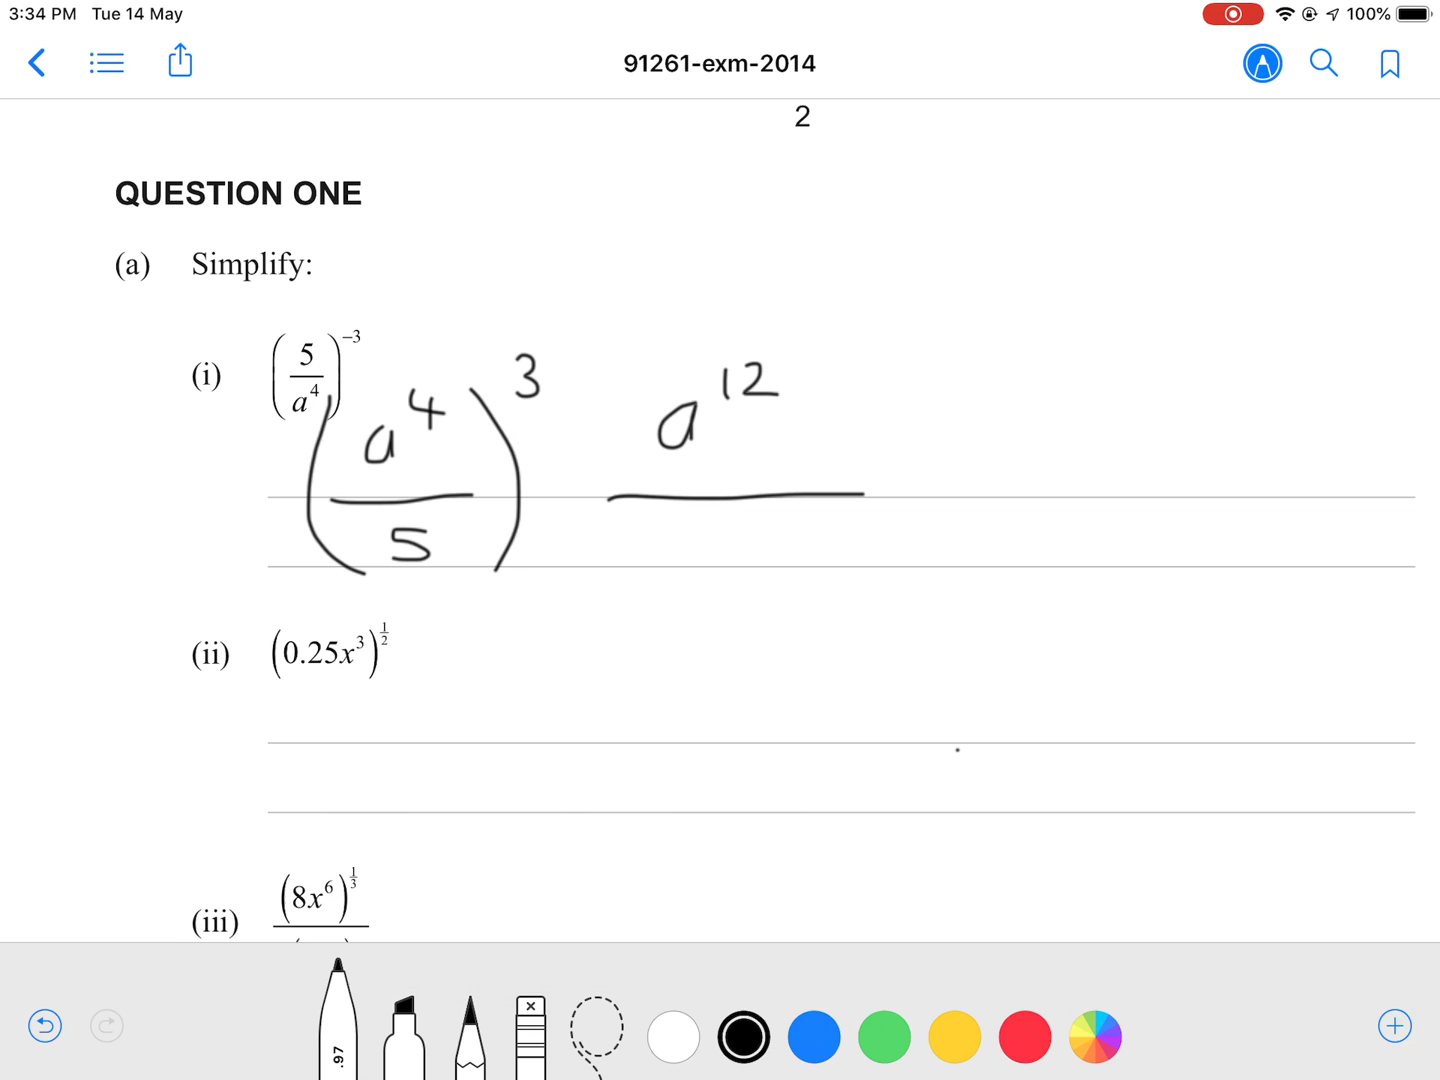 3:34 PM Tue 14 May 100%
91261-exm-2014
2
QUESTION ONE
(a) Simplify:
(i) (5/a⁴)⁻³
(a⁴/5)³ a¹²
(ii) (0.25x³)^(1/2)
(iii) (8x⁶)^(1/3)
.97